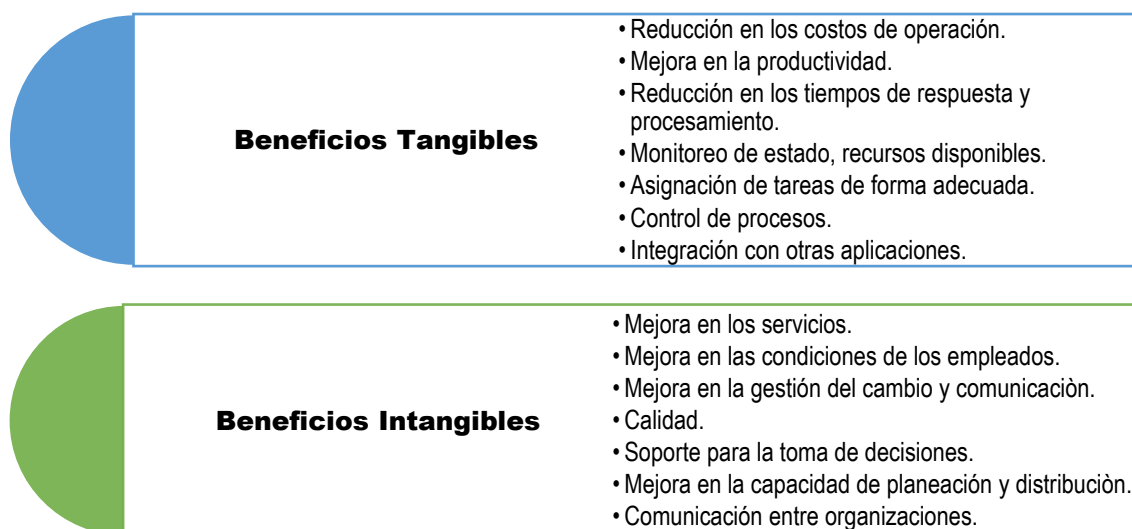 Beneficios Tangibles
• Reducción en los costos de operación.
• Mejora en la productividad.
• Reducción en los tiempos de respuesta y
procesamiento.
• Monitoreo de estado, recursos disponibles.
• Asignación de tareas de forma adecuada.
• Control de procesos.
• Integración con otras aplicaciones.
Beneficios Intangibles
• Mejora en los servicios.
• Mejora en las condiciones de los empleados.
• Mejora en la gestión del cambio y comunicaciòn.
• Calidad.
• Soporte para la toma de decisiones.
• Mejora en la capacidad de planeación y distribuciòn.
• Comunicación entre organizaciones.